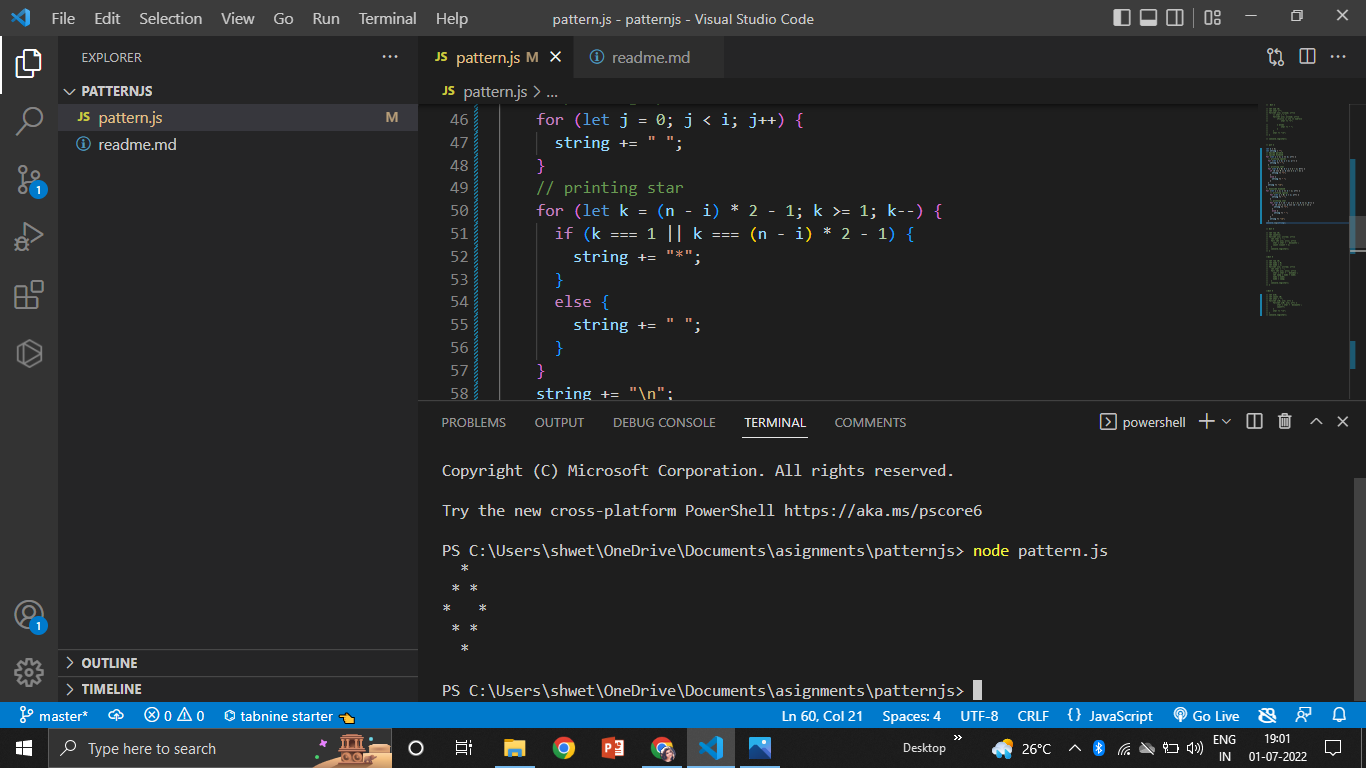 File Edit Selection View Go Run Terminal Help pattern.js - patternjs - Visual Studio Code
EXPLORER ...
PATTERNJS
JS pattern.js M
readme.md
OUTLINE
TIMELINE
JS pattern.js M readme.md
JS pattern.js > ...
46 for (let j = 0; j < i; j++) {
47 string += " ";
48 }
49 // printing star
50 for (let k = (n - i) * 2 - 1; k >= 1; k--) {
51 if (k === 1 || k === (n - i) * 2 - 1) {
52 string += "*";
53 }
54 else {
55 string += " ";
56 }
57 }
58 string += "\n";
PROBLEMS OUTPUT DEBUG CONSOLE TERMINAL COMMENTS powershell
Copyright (C) Microsoft Corporation. All rights reserved.
Try the new cross-platform PowerShell https://aka.ms/pscore6
PS C:\Users\shwet\OneDrive\Documents\asignments\patternjs> node pattern.js
  *
 * *
*   *
 * *
  *
PS C:\Users\shwet\OneDrive\Documents\asignments\patternjs>
1
1
master* 0 0 tabnine starter Ln 60, Col 21 Spaces: 4 UTF-8 CRLF {} JavaScript Go Live
Type here to search Desktop 26°C ENG IN 19:01 01-07-2022